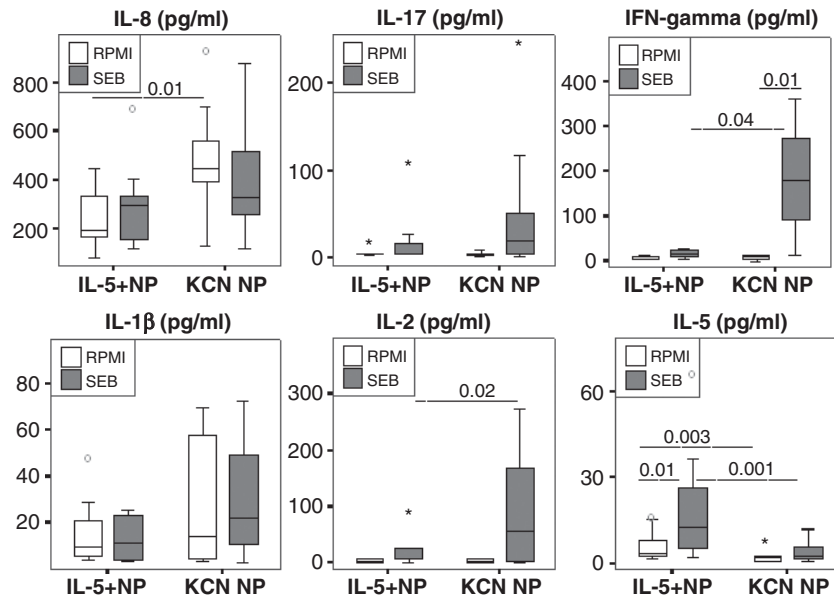 IL-8 (pg/ml)
RPMI
SEB
800
600
400
200
0.01
IL-5+NP
KCN NP
IL-17 (pg/ml)
RPMI
SEB
200
100
0
*
*
*
IL-5+NP
KCN NP
IFN-gamma (pg/ml)
RPMI
SEB
400
300
200
100
0
0.01
0.04
IL-5+NP
KCN NP
IL-1β (pg/ml)
RPMI
SEB
80
60
40
20
IL-5+NP
KCN NP
IL-2 (pg/ml)
RPMI
SEB
300
200
100
0
0.02
*
IL-5+NP
KCN NP
IL-5 (pg/ml)
RPMI
SEB
60
30
0
0.003
0.01
0.001
*
IL-5+NP
KCN NP